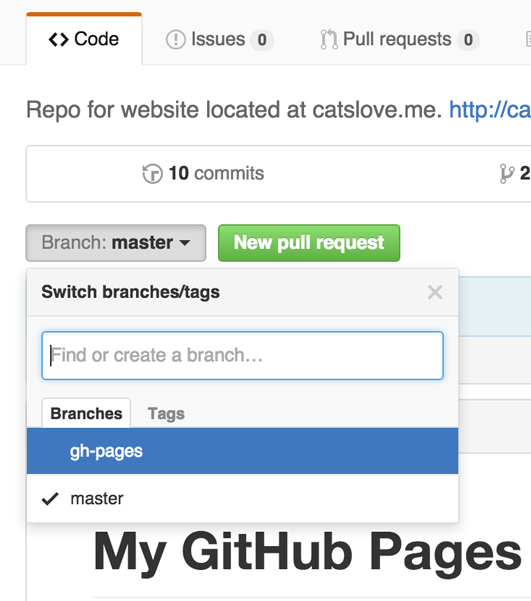 <> Code Issues 0 Pull requests 0
Repo for website located at catslove.me. http://ca
10 commits 2
Branch: master New pull request
Switch branches/tags
Find or create a branch…
Branches Tags
gh-pages
master
My GitHub Pages